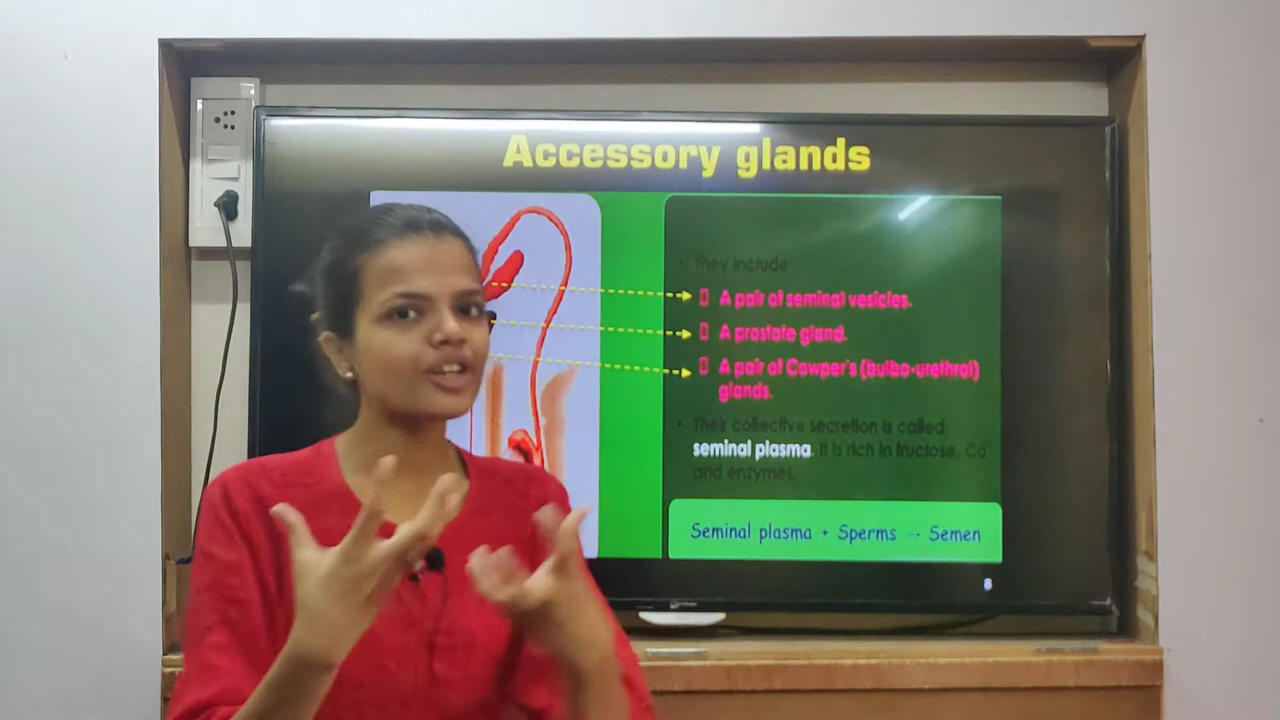 Accessory glands
• They include
A pair of seminal vesicles.
A prostate gland.
A pair of Cowper's (bulbo-urethral)
glands.
• Their collective secretion is called
seminal plasma. It is rich in fructose, Ca
and enzymes.
Seminal plasma + Sperms → Semen
8